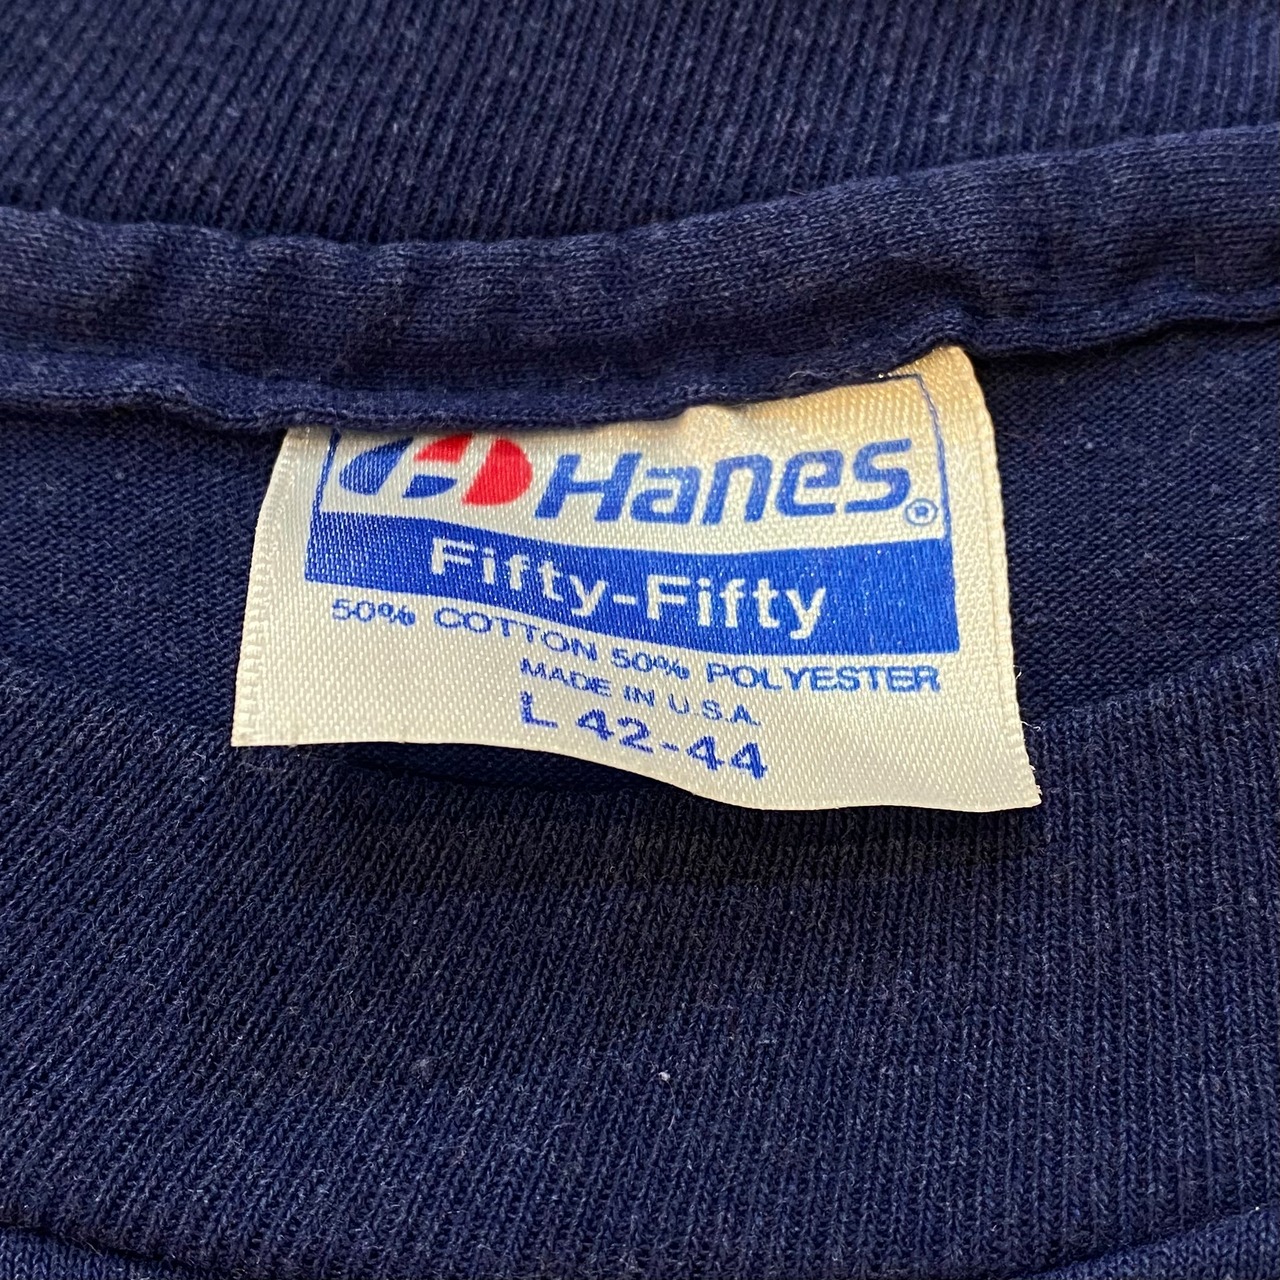 Hanes®
Fifty-Fifty
50% COTTON 50% POLYESTER
MADE IN U.S.A.
L 42-44